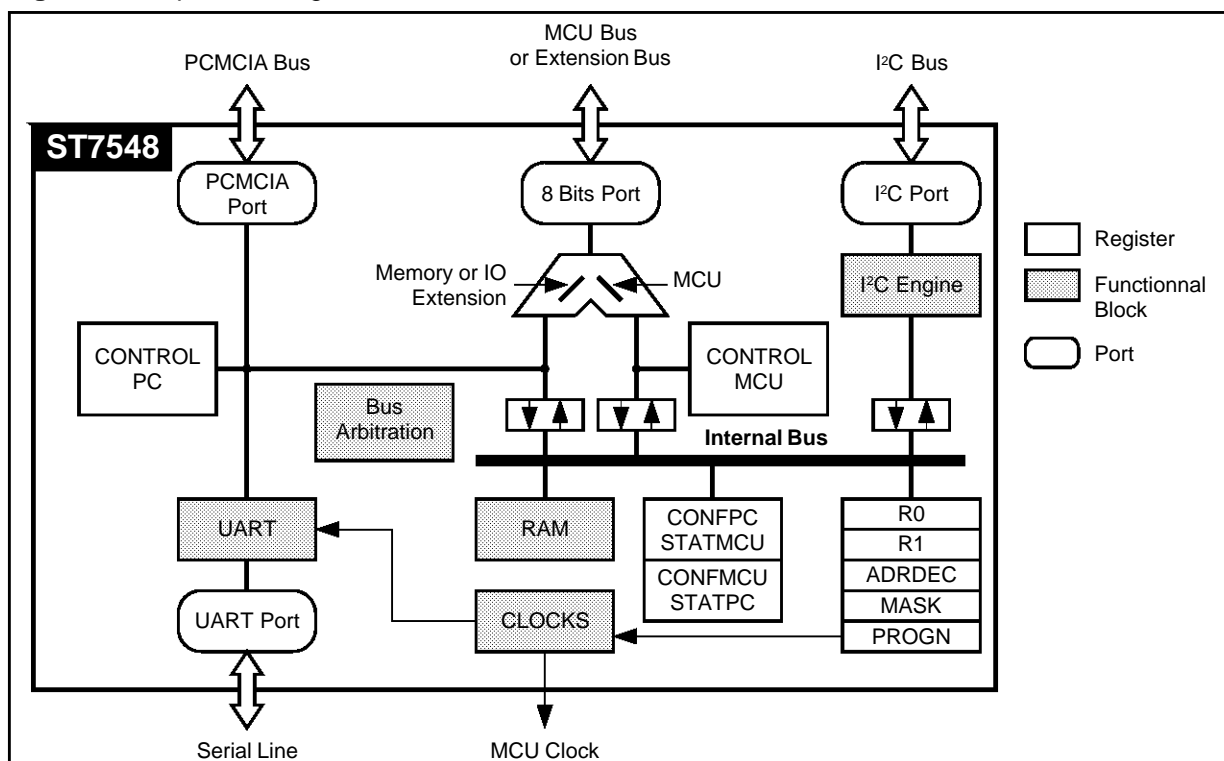 PCMCIA Bus
MCU Bus
or Extension Bus
I²C Bus
ST7548
PCMCIA
Port
8 Bits Port
I²C Port
Register
Functionnal
Block
Port
Memory or IO
Extension
MCU
I²C Engine
CONTROL
PC
CONTROL
MCU
Bus
Arbitration
Internal Bus
UART
RAM
CONFPC
STATMCU
CONFMCU
STATPC
R0
R1
ADRDEC
MASK
PROGN
UART Port
CLOCKS
Serial Line
MCU Clock